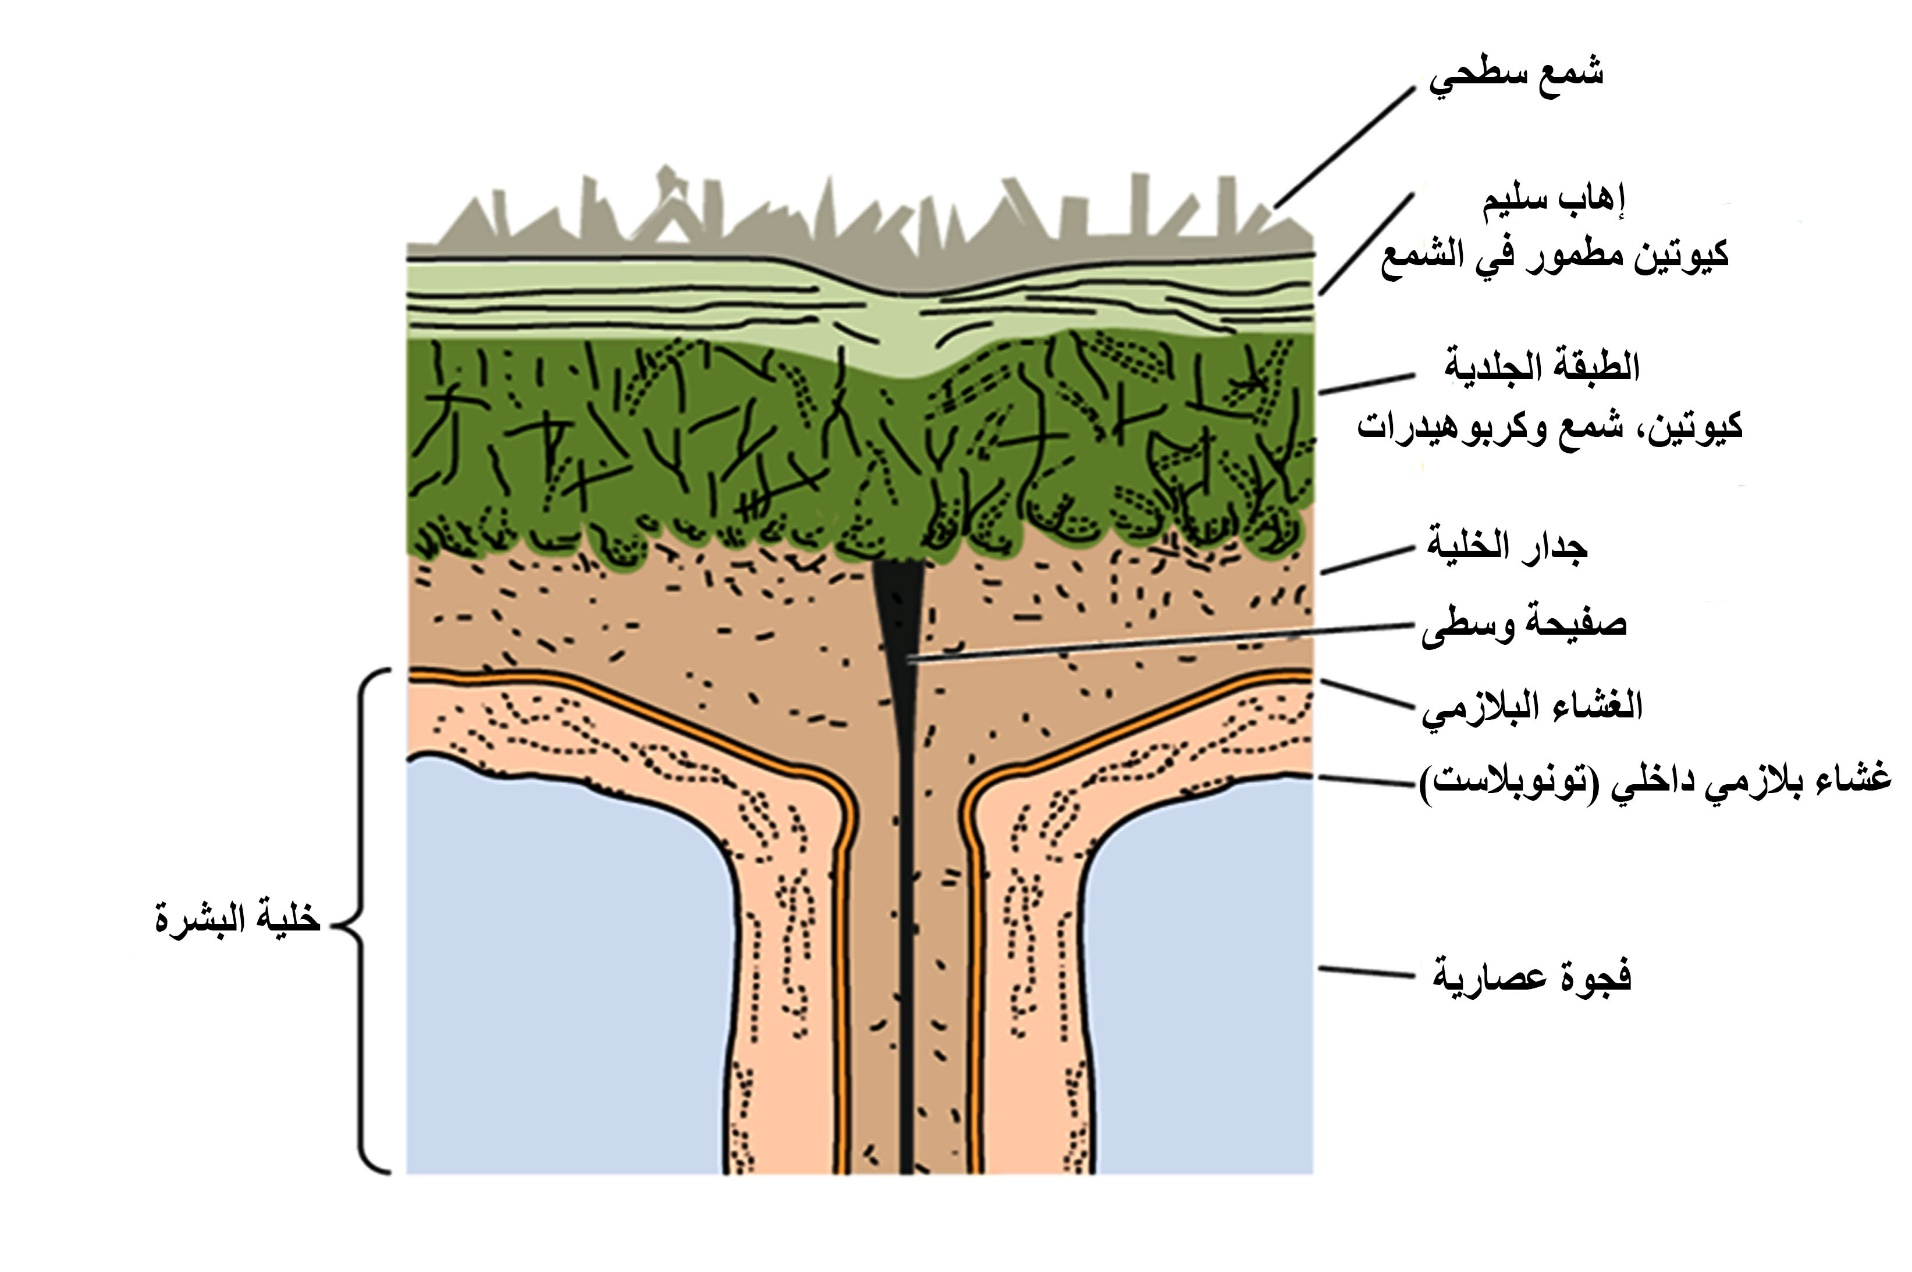 شمع سطحي
إهاب سليم
كيوتين مطمور في الشمع
الطبقة الجلدية
كيوتين، شمع وكربوهيدرات
جدار الخلية
صفيحة وسطى
الغشاء البلازمي
غشاء بلازمي داخلي (تونوبلاست)
خلية البشرة
فجوة عصارية